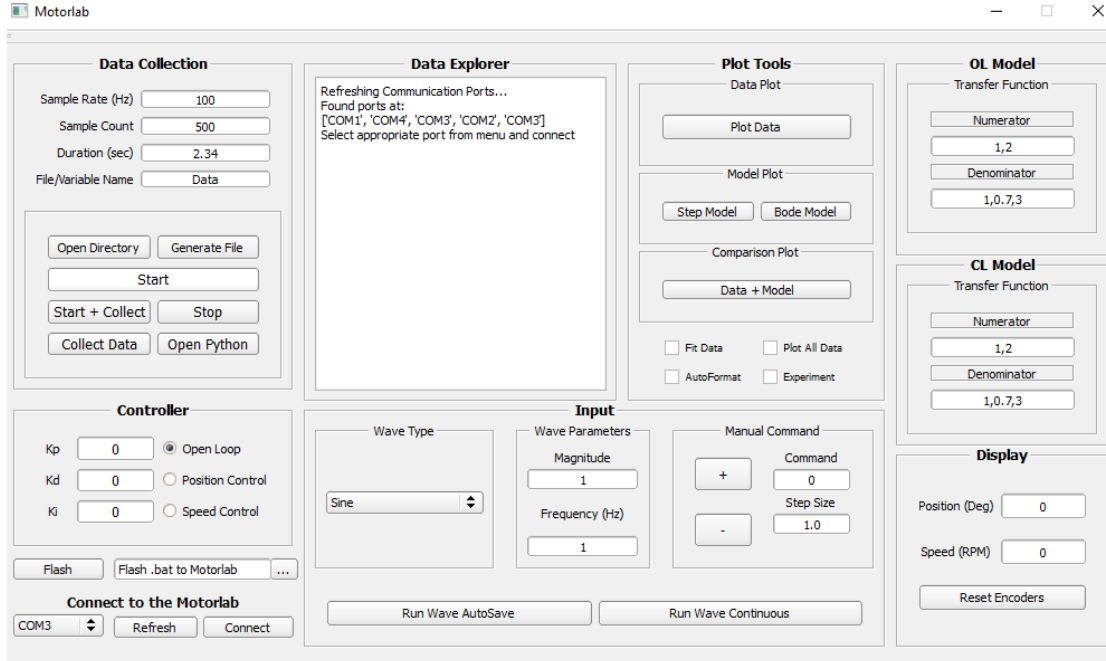 Motorlab
Data Collection
Sample Rate (Hz) 100
Sample Count 500
Duration (sec) 2.34
File/Variable Name Data
Open Directory Generate File
Start
Start + Collect Stop
Collect Data Open Python
Controller
Kp 0 Open Loop
Kd 0 Position Control
Ki 0 Speed Control
Flash Flash .bat to Motorlab ...
Connect to the Motorlab
COM3 Refresh Connect
Data Explorer
Refreshing Communication Ports...
Found ports at:
['COM1', 'COM4', 'COM3', 'COM2', 'COM3']
Select appropriate port from menu and connect
Plot Tools
Data Plot
Plot Data
Model Plot
Step Model Bode Model
Comparison Plot
Data + Model
Fit Data Plot All Data
AutoFormat Experiment
Input
Wave Type
Sine
Wave Parameters
Magnitude
1
Frequency (Hz)
1
Manual Command
+
-
Command
0
Step Size
1.0
Run Wave AutoSave Run Wave Continuous
OL Model
Transfer Function
Numerator
1,2
Denominator
1,0.7,3
CL Model
Transfer Function
Numerator
1,2
Denominator
1,0.7,3
Display
Position (Deg) 0
Speed (RPM) 0
Reset Encoders